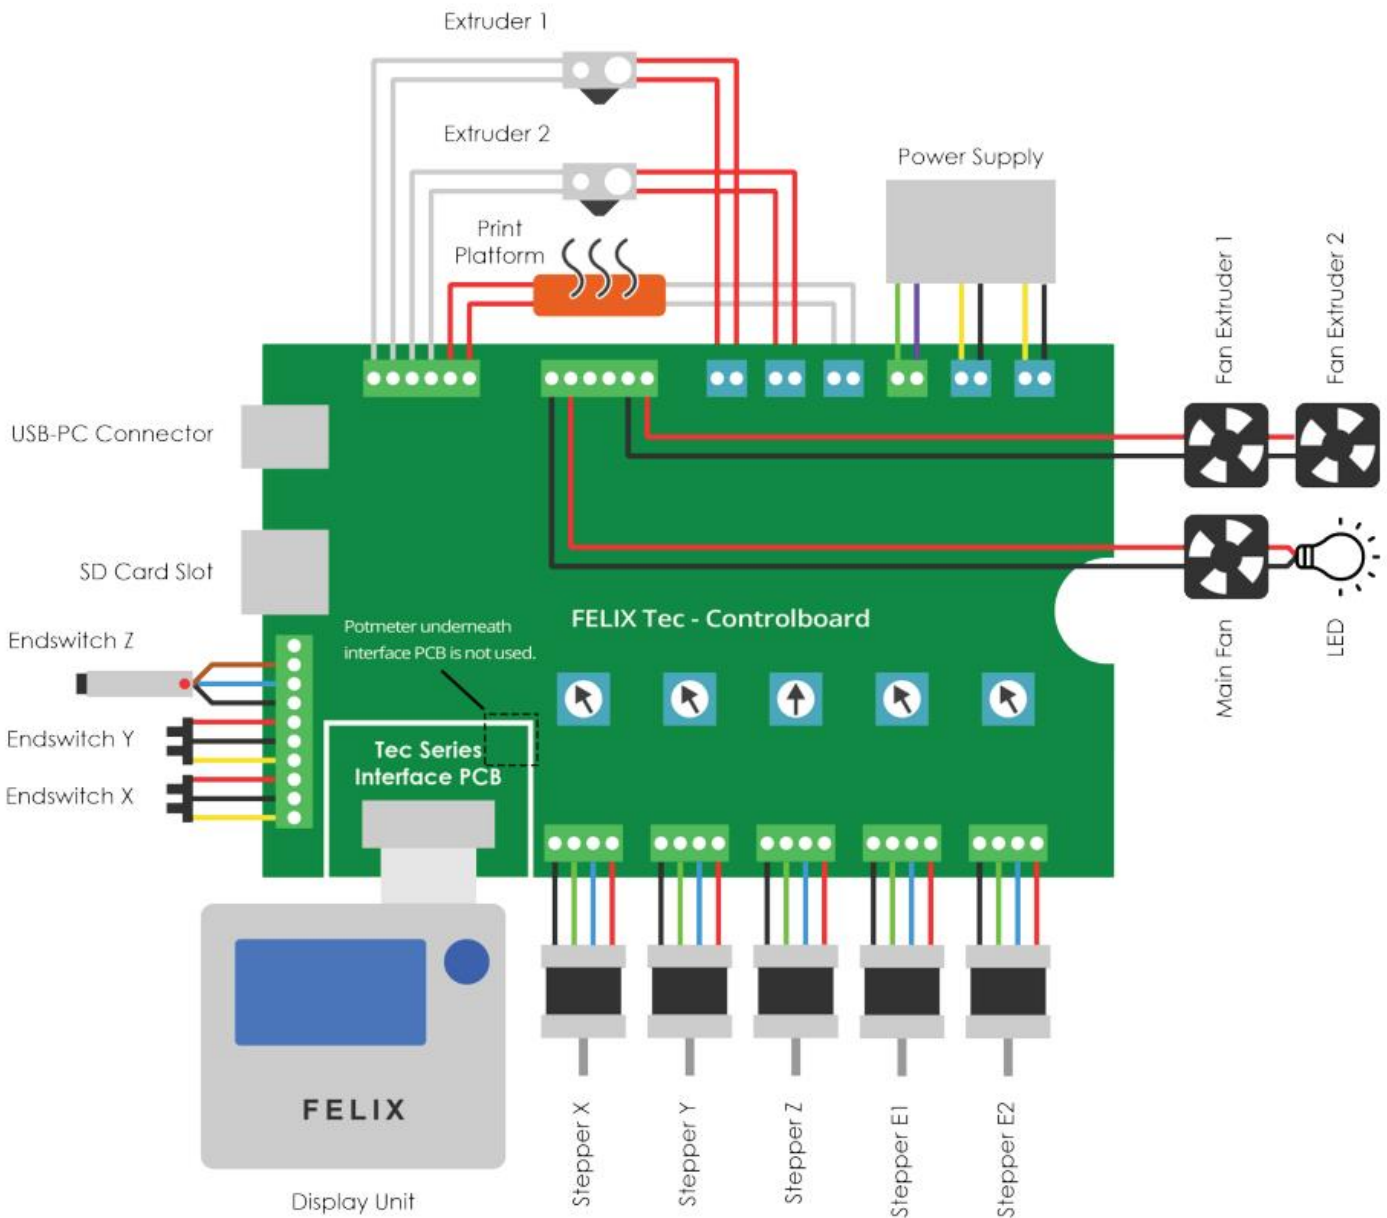 Extruder 1
Extruder 2
Print
Platform
Power Supply
Fan Extruder 1
Fan Extruder 2
USB-PC Connector
SD Card Slot
Endswitch Z
Endswitch Y
Endswitch X
Potmeter underneath
interface PCB is not used.
FELIX Tec - Controlboard
Main Fan
LED
Tec Series
Interface PCB
FELIX
Display Unit
Stepper X
Stepper Y
Stepper Z
Stepper E1
Stepper E2